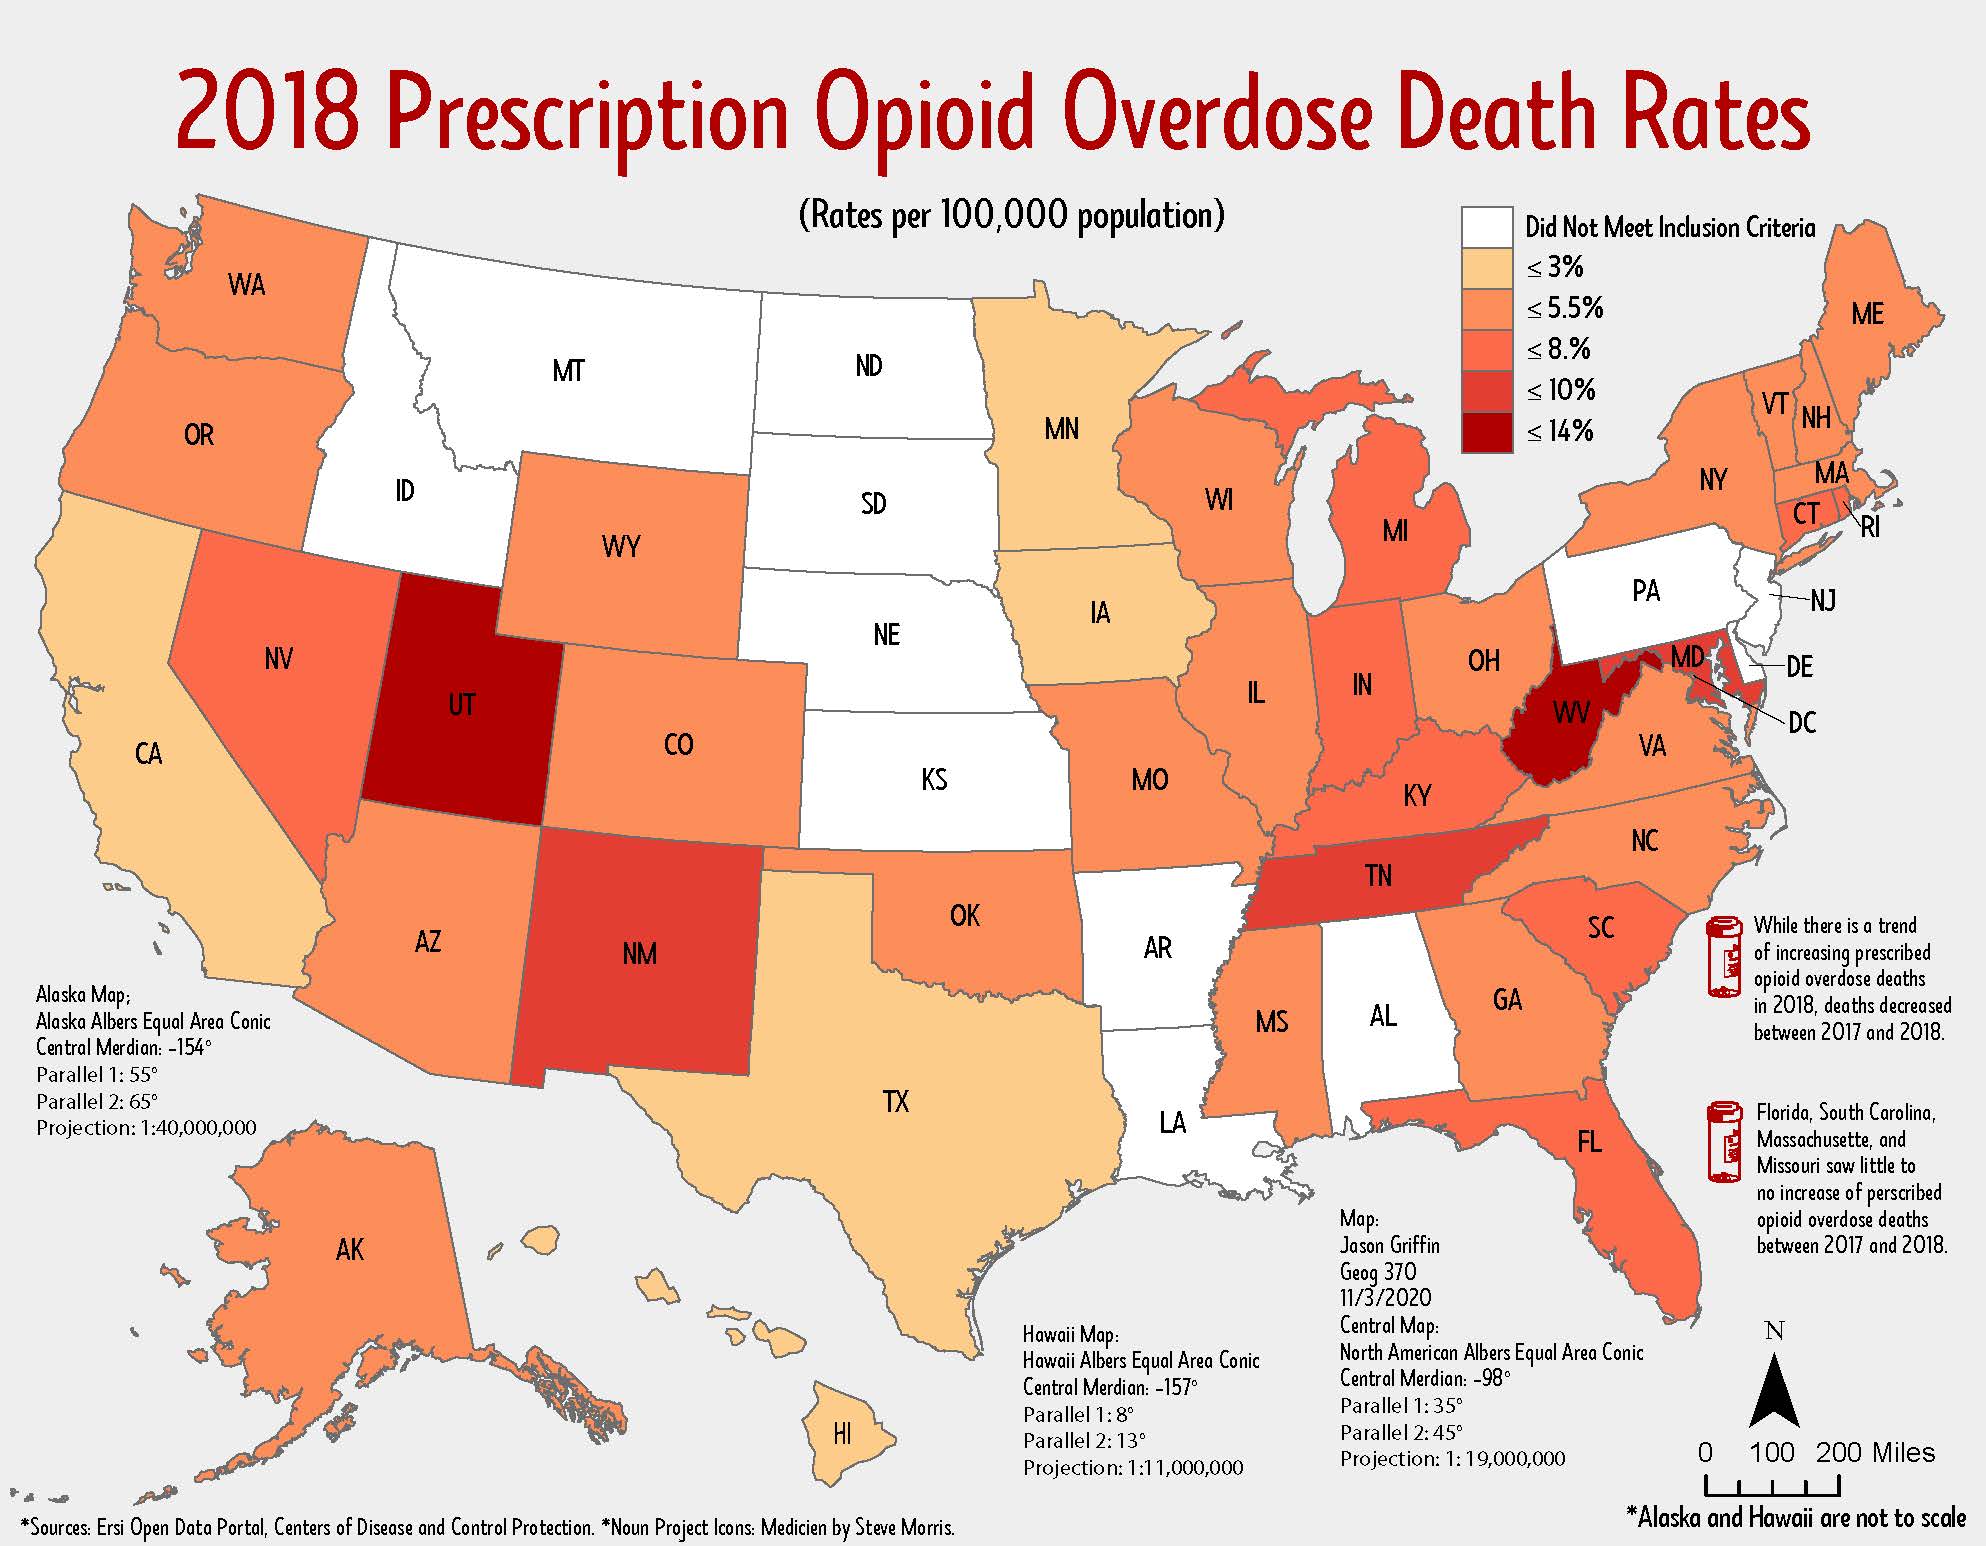 2018 Prescription Opioid Overdose Death Rates
(Rates per 100,000 population)
Did Not Meet Inclusion Criteria
≤ 3%
≤ 5.5%
≤ 8.%
≤ 10%
≤ 14%
WA
MT
ND
MN
ME
VT
NH
OR
ID
SD
WI
MI
NY
MA
CT
RI
WY
NE
IA
PA
NJ
NV
UT
CO
IL
IN
OH
MD
DE
WV
DC
CA
KS
MO
KY
VA
NC
AZ
NM
OK
AR
TN
SC
MS
AL
GA
TX
LA
FL
AK
HI
While there is a trend
of increasing prescribed
opioid overdose deaths
in 2018, deaths decreased
between 2017 and 2018.
Florida, South Carolina,
Massachusette, and
Missouri saw little to
no increase of perscribed
opioid overdose deaths
between 2017 and 2018.
Alaska Map;
Alaska Albers Equal Area Conic
Central Merdian: -154°
Parallel 1: 55°
Parallel 2: 65°
Projection: 1:40,000,000
Hawaii Map:
Hawaii Albers Equal Area Conic
Central Merdian: -157°
Parallel 1: 8°
Parallel 2: 13°
Projection: 1:11,000,000
Map:
Jason Griffin
Geog 370
11/3/2020
Central Map:
North American Albers Equal Area Conic
Central Merdian: -98°
Parallel 1: 35°
Parallel 2: 45°
Projection: 1: 19,000,000
N
0 100 200 Miles
*Alaska and Hawaii are not to scale
*Sources: Ersi Open Data Portal, Centers of Disease and Control Protection. *Noun Project Icons: Medicien by Steve Morris.